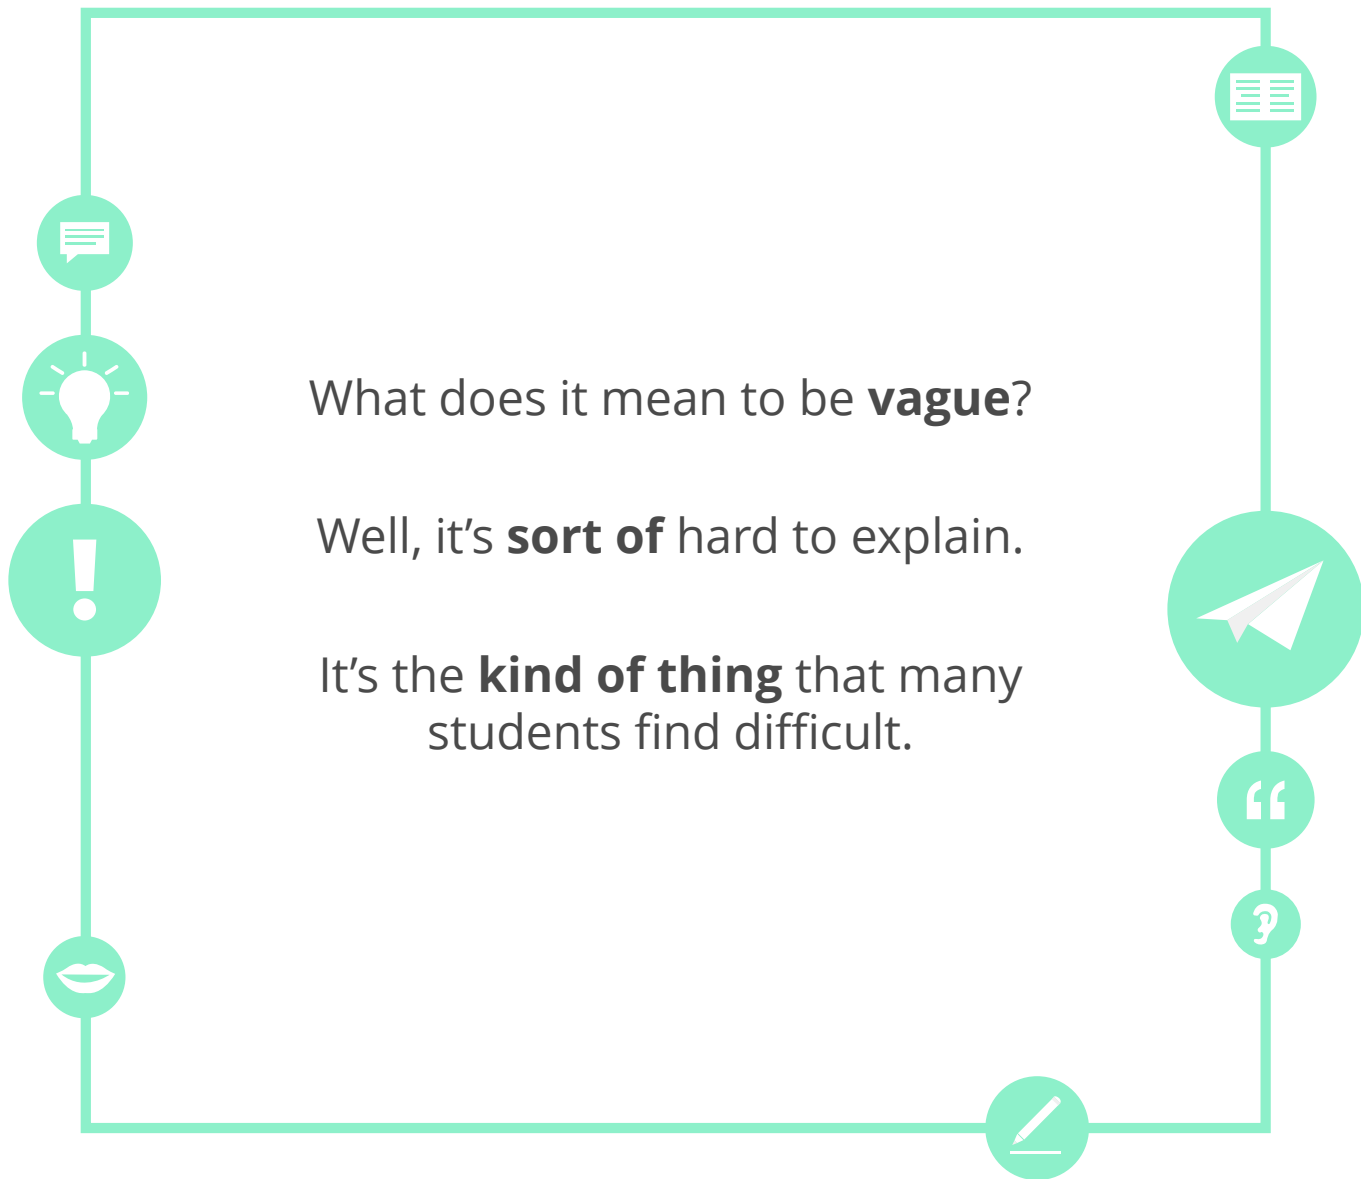 What does it mean to be vague?
Well, it’s sort of hard to explain.
It’s the kind of thing that many
students find difficult.